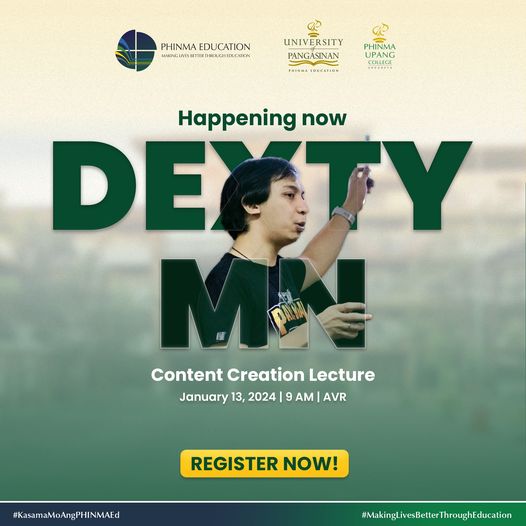 PHINMA EDUCATION
MAKING LIVES BETTER THROUGH EDUCATION
UNIVERSITY
of
PANGASINAN
PHINMA EDUCATION
PHINMA
UPANG
COLLEGE
URDANETA
Happening now
DEXTY
MN
Content Creation Lecture
January 13, 2024 | 9 AM | AVR
REGISTER NOW!
#KasamaMoAngPHINMAEd
#MakingLivesBetterThroughEducation